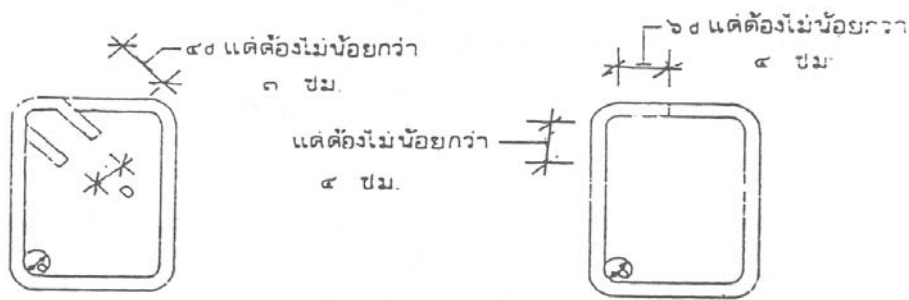 ๔d แต่ต้องไม่น้อยกว่า
๓ ซม.
๖d แต่ต้องไม่น้อยกว่า
๔ ซม.
แต่ต้องไม่น้อยกว่า
๔ ซม.